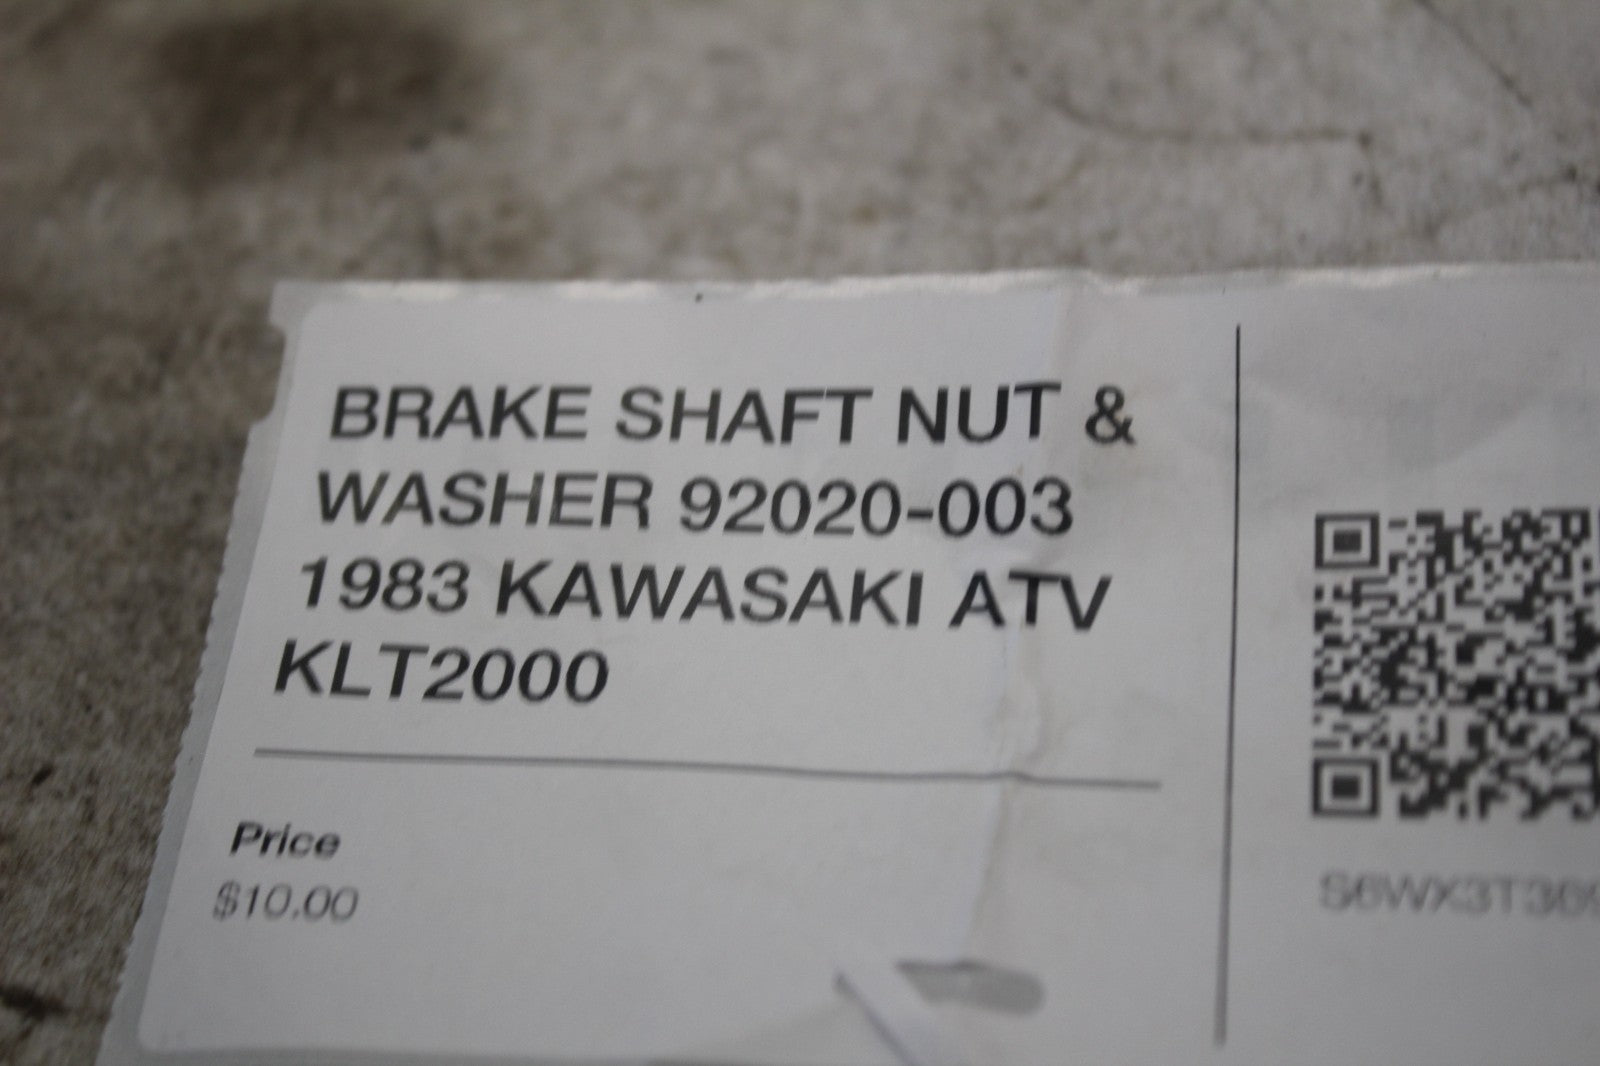 BRAKE SHAFT NUT &
WASHER 92020-003
1983 KAWASAKI ATV
KLT2000
Price
$10.00